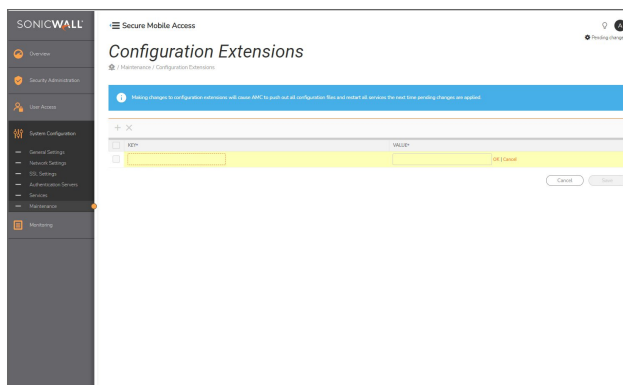 SONICWALL
Secure Mobile Access
A
Pending change
Configuration Extensions
/ Maintenance / Configuration Extensions
Making changes to configuration extensions will cause AMC to push out all configuration files and restart all services the next time pending changes are applied.
KEY*
VALUE*
OK | Cancel
Cancel
Save
Overview
Security Administration
User Access
System Configuration
General Settings
Network Settings
SSL Settings
Authentication Servers
Services
Maintenance
Monitoring